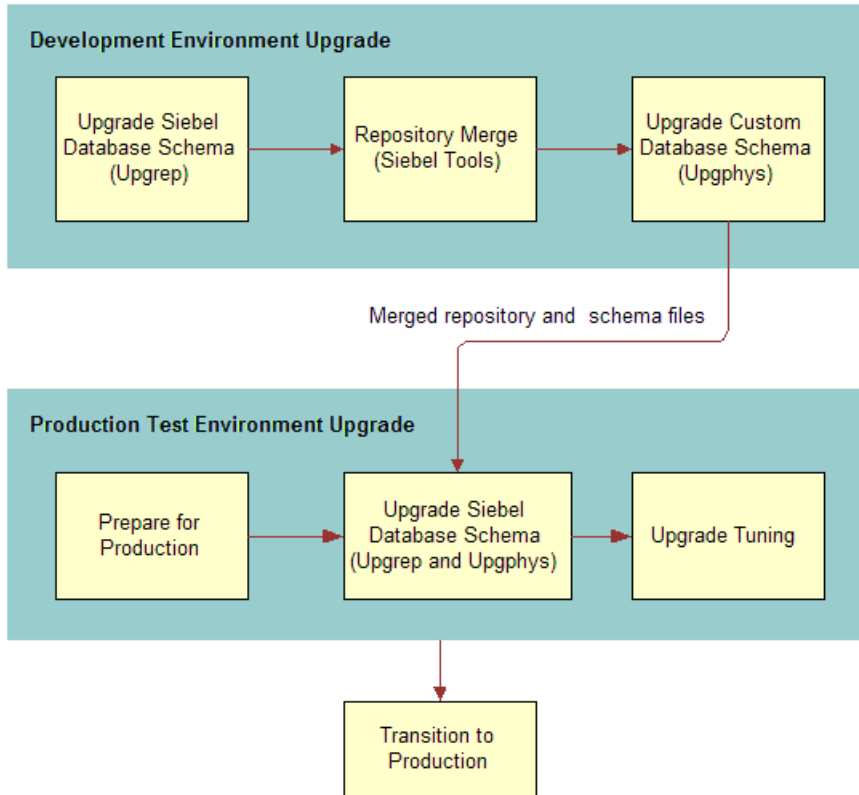 Development Environment Upgrade
Upgrade Siebel
Database Schema
(Upgrep)
Repository Merge
(Siebel Tools)
Upgrade Custom
Database Schema
(Upgphys)
Merged repository and schema files
Production Test Environment Upgrade
Prepare for
Production
Upgrade Siebel
Database Schema
(Upgrep and Upgphys)
Upgrade Tuning
Transition to
Production